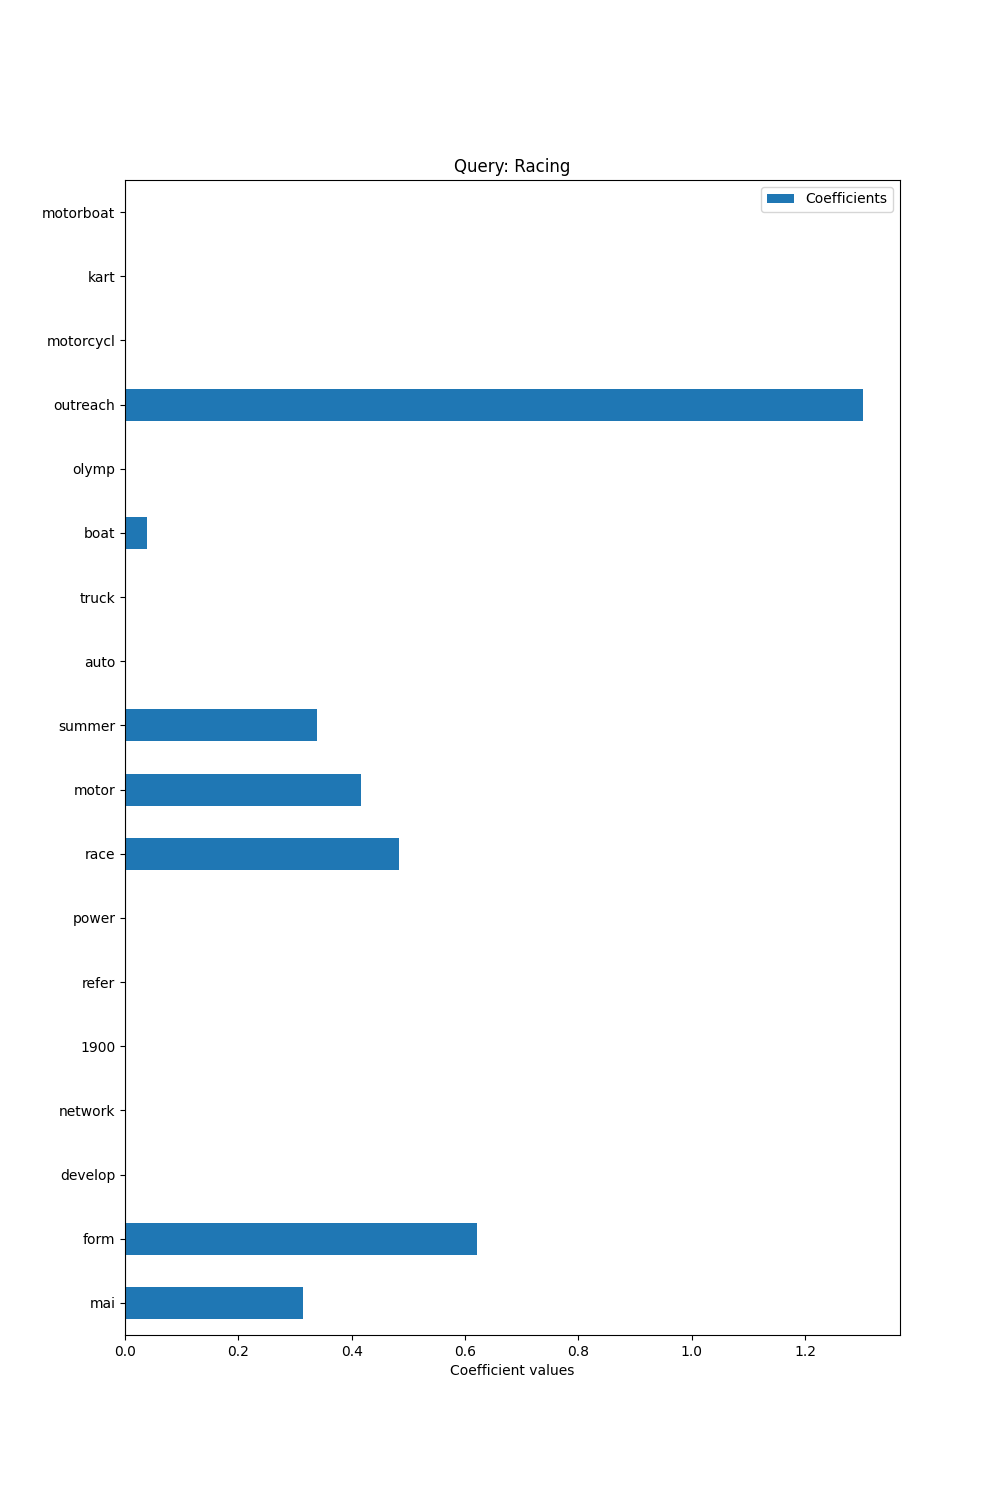 Query: Racing
Coefficients
motorboat
kart
motorcycl
outreach
olymp
boat
truck
auto
summer
motor
race
power
refer
1900
network
develop
form
mai
0.0 0.2 0.4 0.6 0.8 1.0 1.2
Coefficient values